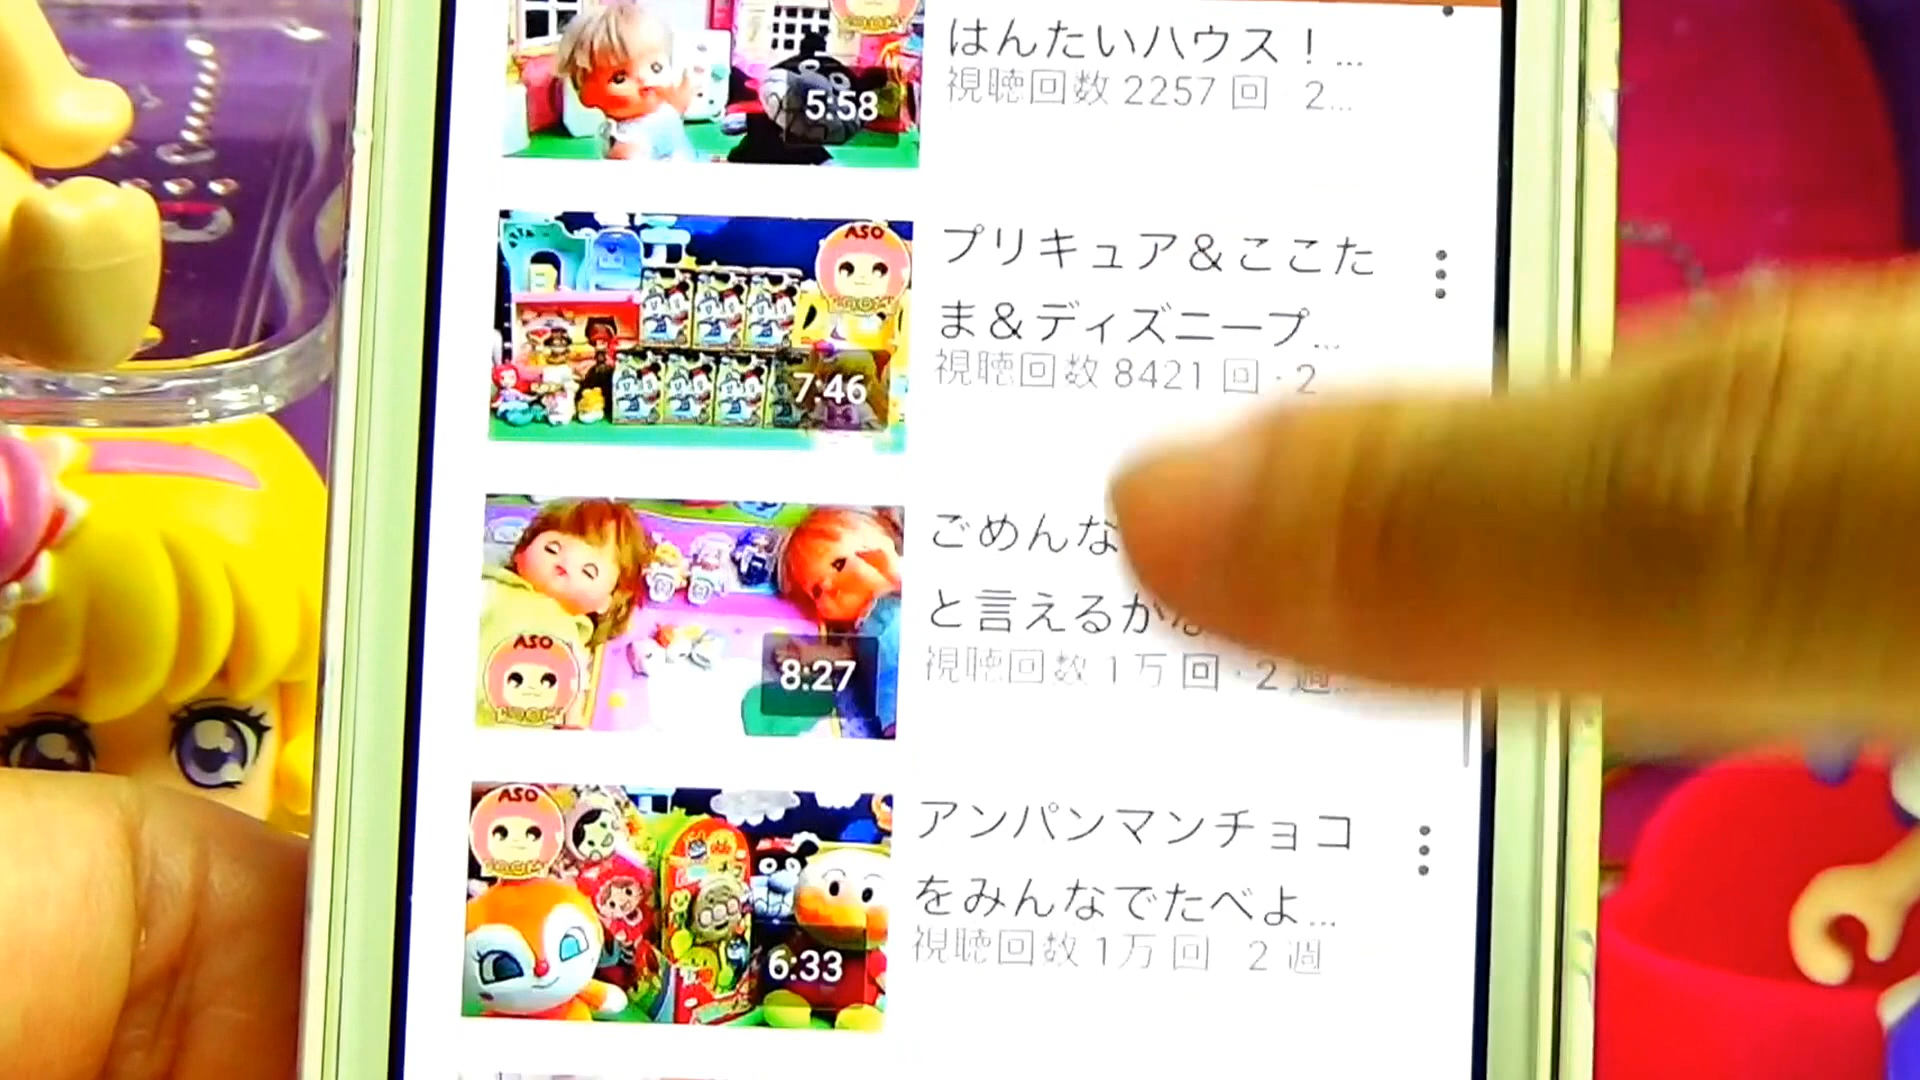 はんたいハウス！...
視聴回数 2257 回 · 2...
5:58
プリキュア＆ここた
ま＆ディズニープ...
視聴回数 8421 回 · 2
ASO
7:46
ごめんな
と言えるか
視聴回数 1万 回 · 2 週...
ASO
8:27
アンパンマンチョコ
をみんなでたべよ...
視聴回数 1万 回 2 週
ASO
6:33